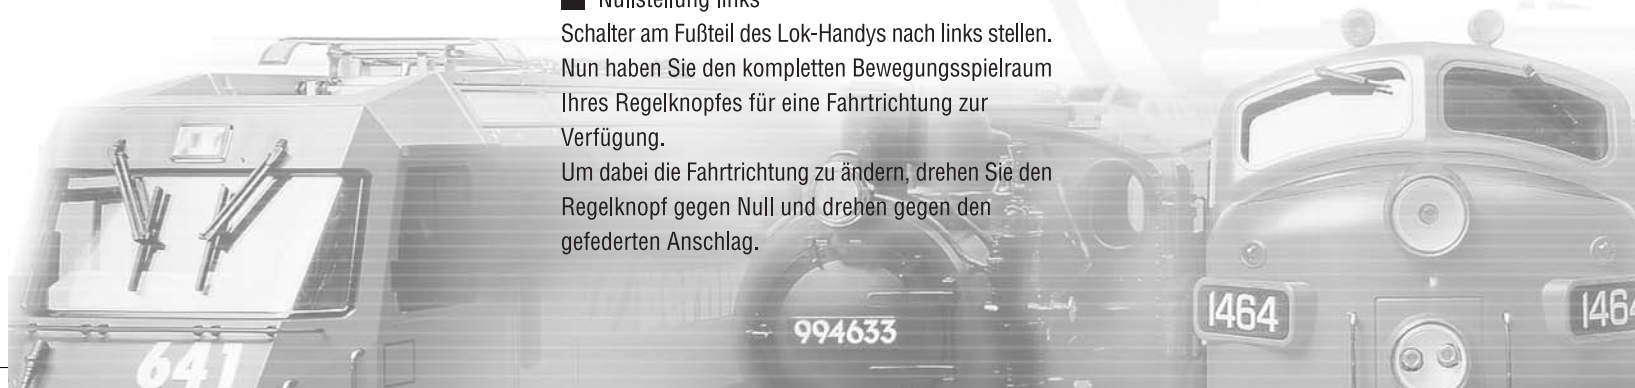 Nullstellung links
Schalter am Fußteil des Lok-Handys nach links stellen.
Nun haben Sie den kompletten Bewegungsspielraum
Ihres Regelknopfes für eine Fahrtrichtung zur
Verfügung.
Um dabei die Fahrtrichtung zu ändern, drehen Sie den
Regelknopf gegen Null und drehen gegen den
gefederten Anschlag.
994633
1464
1464
641